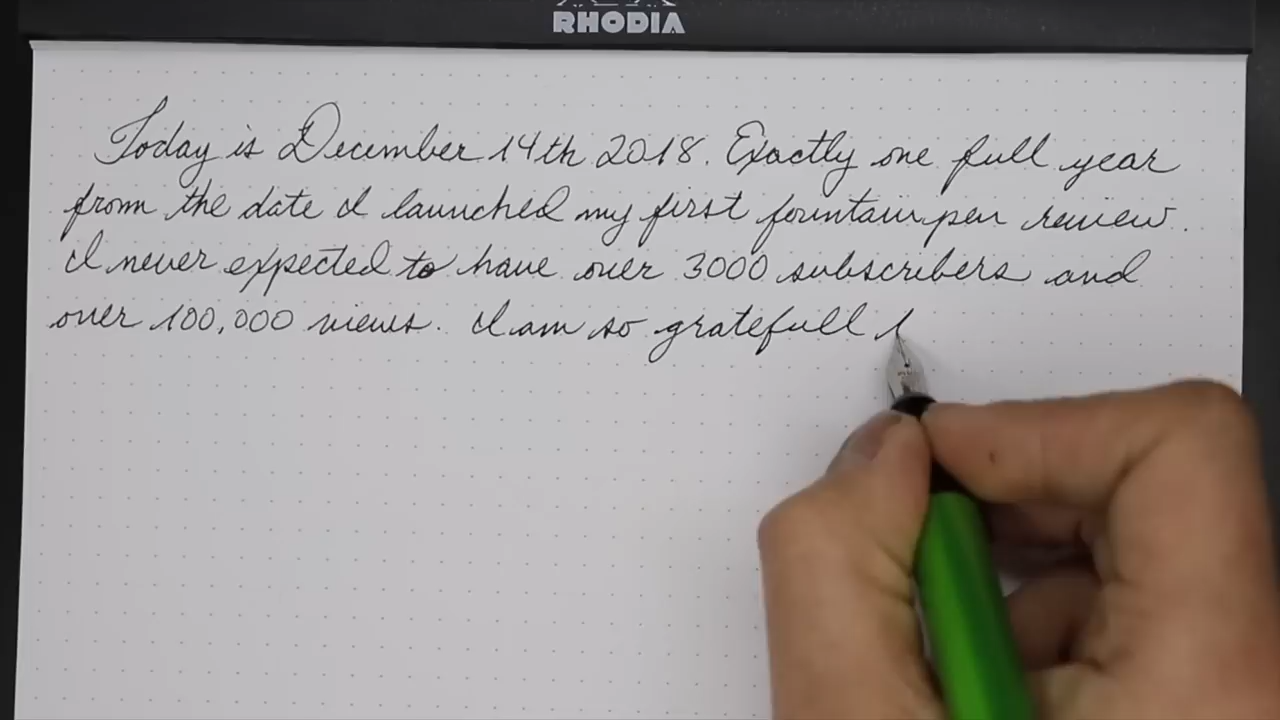 RHODIA
Today is December 14th 2018. Exactly one full year
from the date I launched my first fountain pen review.
I never expected to have over 3000 subscribers and
over 100,000 views. I am so gratefull